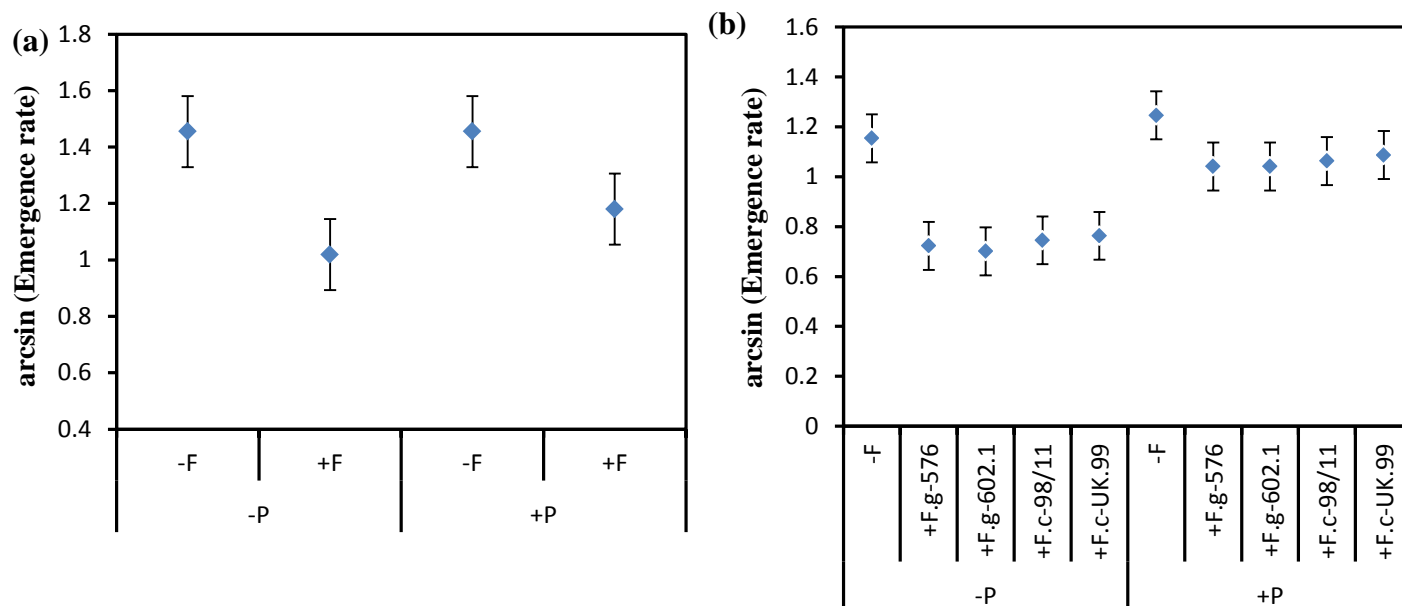 (a)
arcsin (Emergence rate)
1.8
1.6
1.4
1.2
1
0.8
0.6
0.4
-F +F -F +F
-P +P
(b)
arcsin (Emergence rate)
1.6
1.4
1.2
1
0.8
0.6
0.4
0.2
0
-F
+F.g-576
+F.g-602.1
+F.c-98/11
+F.c-UK.99
-F
+F.g-576
+F.g-602.1
+F.c-98/11
+F.c-UK.99
-P +P